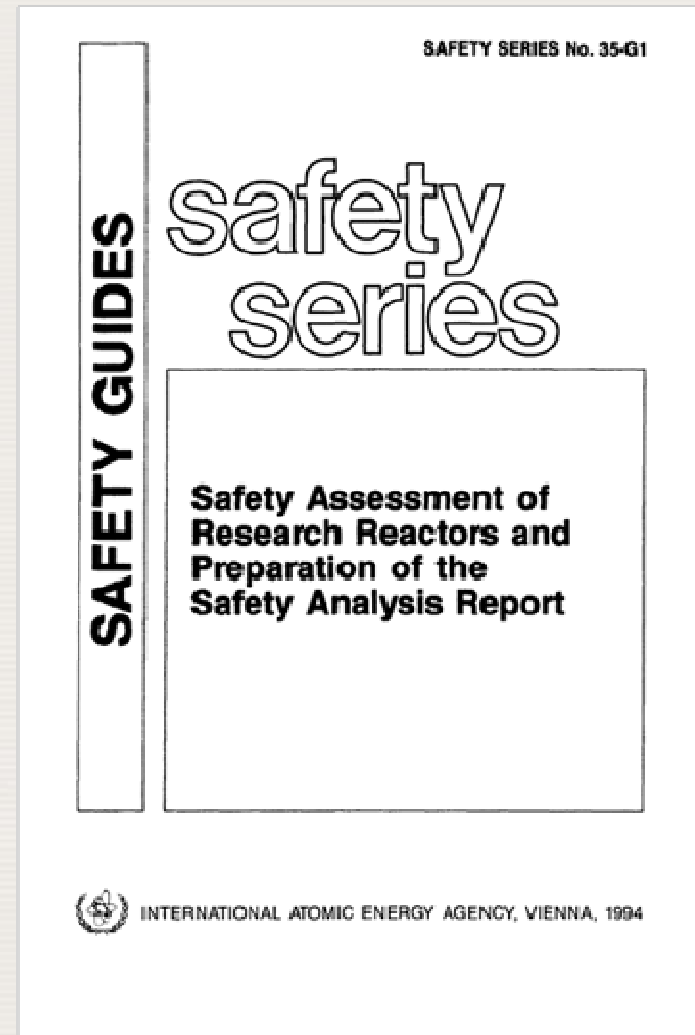 SAFETY SERIES No. 35-G1
safety
series
SAFETY GUIDES
Safety Assessment of
Research Reactors and
Preparation of the
Safety Analysis Report
INTERNATIONAL ATOMIC ENERGY AGENCY, VIENNA, 1994